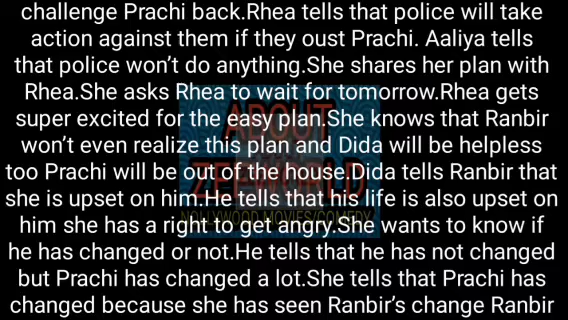 challenge Prachi back.Rhea tells that police will take
action against them if they oust Prachi. Aaliya tells
that police won't do anything.She shares her plan with
Rhea.She asks Rhea to wait for tomorrow.Rhea gets
super excited for the easy plan.She knows that Ranbir
won't even realize this plan and Dida will be helpless
too Prachi will be out of the house.Dida tells Ranbir that
she is upset on him.He tells that his life is also upset on
him she has a right to get angry.She wants to know if
he has changed or not.He tells that he has not changed
but Prachi has changed a lot.She tells that Prachi has
changed because she has seen Ranbir's change Ranbir
ABOUT
ZEEWORLD
NOLLYWOOD MOVIES/COMEDY